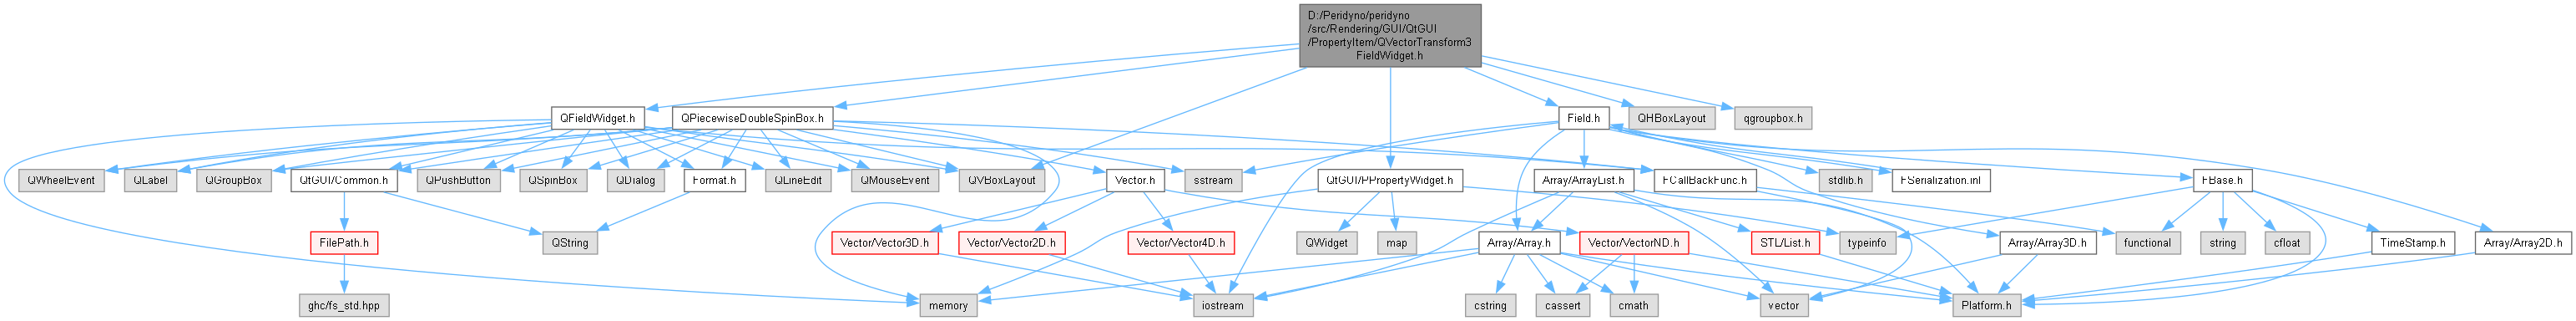 D:/Peridyno/peridyno
/src/Rendering/GUI/QtGUI
/PropertyItem/QVectorTransform3
FieldWidget.h
QFieldWidget.h
QPiecewiseDoubleSpinBox.h
Field.h
QHBoxLayout
qgroupbox.h
QWheelEvent
QLabel
QGroupBox
QtGUI/Common.h
QPushButton
QSpinBox
QDialog
Format.h
QLineEdit
QMouseEvent
QVBoxLayout
Vector.h
sstream
QtGUI/PPropertyWidget.h
Array/ArrayList.h
FCallBackFunc.h
stdlib.h
FSerialization.inl
FBase.h
FilePath.h
QString
Vector/Vector3D.h
Vector/Vector2D.h
Vector/Vector4D.h
QWidget
map
Array/Array.h
Vector/VectorND.h
STL/List.h
typeinfo
Array/Array3D.h
functional
string
cfloat
TimeStamp.h
Array/Array2D.h
ghc/fs_std.hpp
memory
iostream
cstring
cassert
cmath
vector
Platform.h